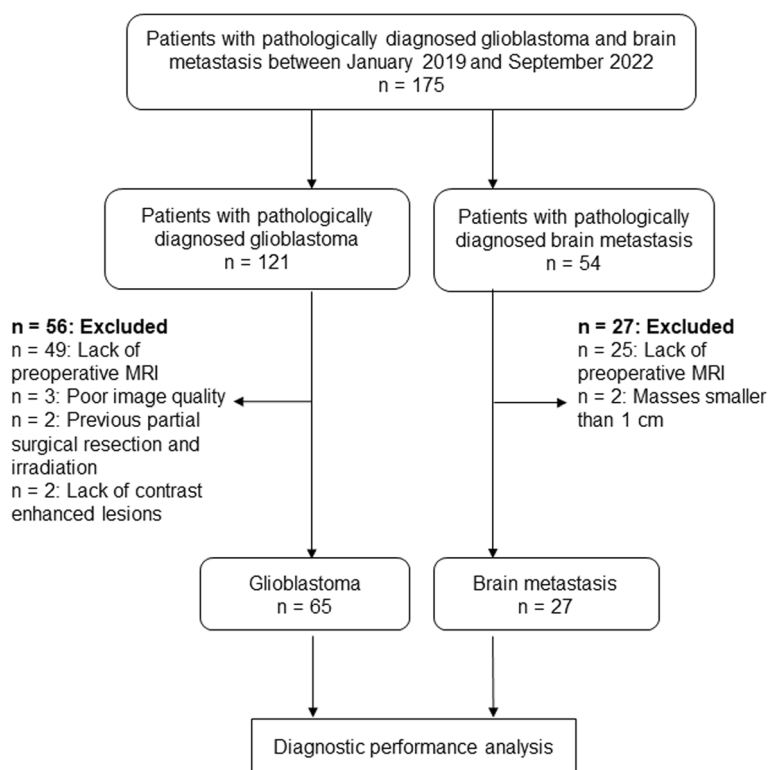 Patients with pathologically diagnosed glioblastoma and brain
metastasis between January 2019 and September 2022
n = 175
Patients with pathologically
diagnosed glioblastoma
n = 121
Patients with pathologically
diagnosed brain metastasis
n = 54
n = 56: Excluded
n = 49: Lack of
preoperative MRI
n = 3: Poor image quality
n = 2: Previous partial
surgical resection and
irradiation
n = 2: Lack of contrast
enhanced lesions
n = 27: Excluded
n = 25: Lack of
preoperative MRI
n = 2: Masses smaller
than 1 cm
Glioblastoma
n = 65
Brain metastasis
n = 27
Diagnostic performance analysis